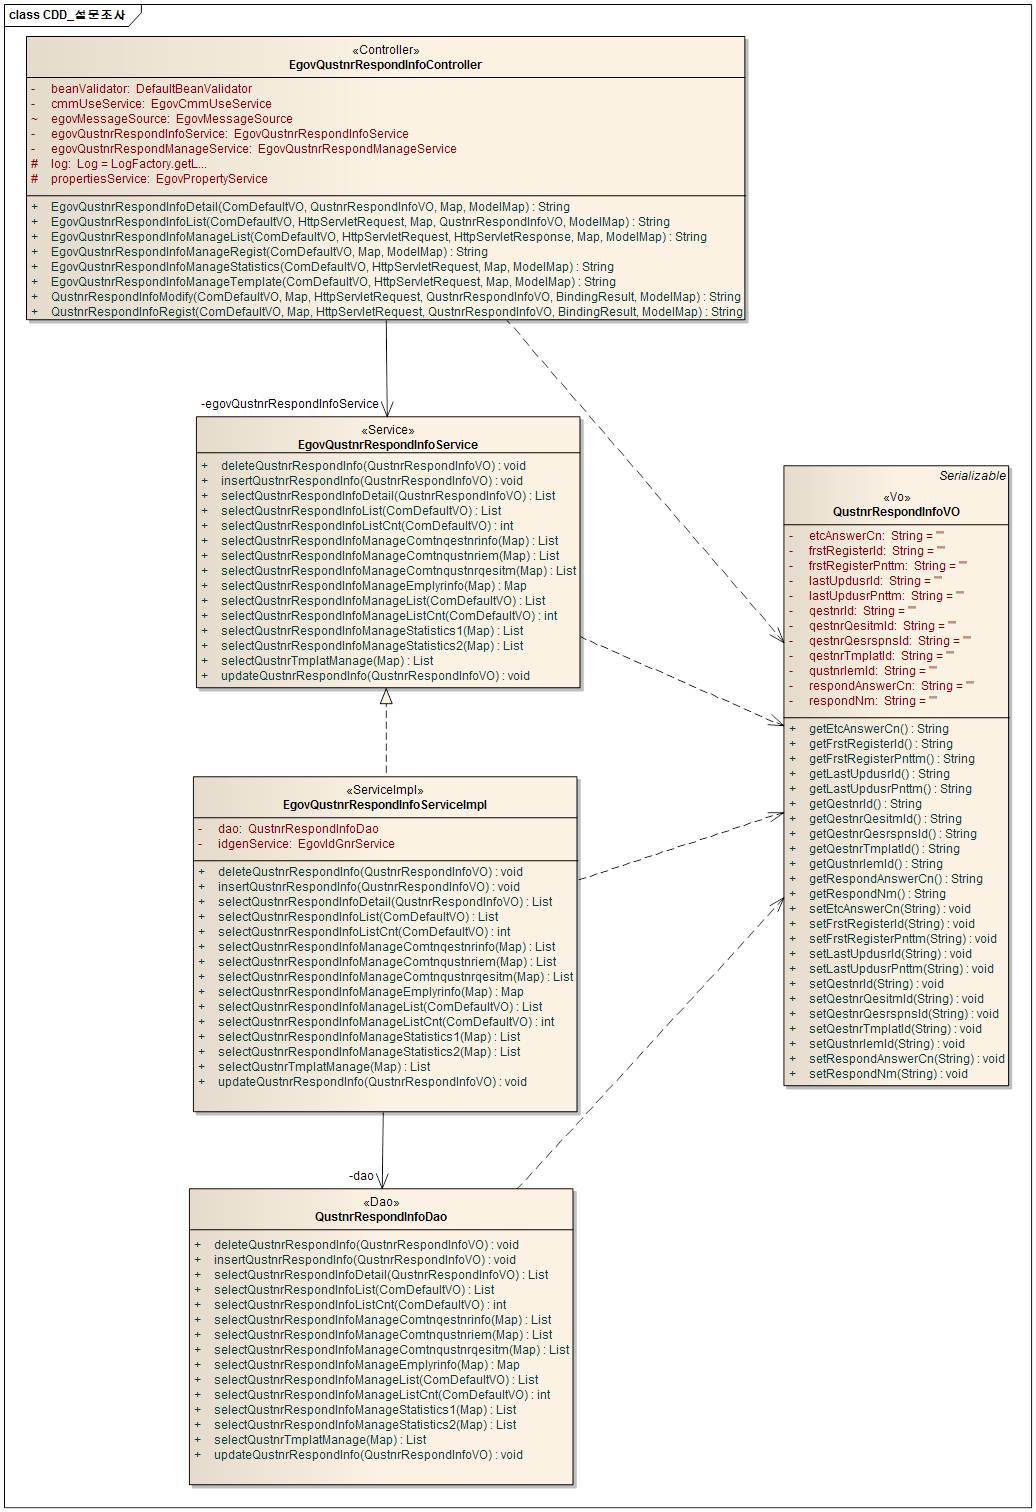 class CDD_설문조사
«Controller»
EgovQustnrRespondInfoController
- beanValidator: DefaultBeanValidator
- cmmUseService: EgovCmmUseService
~ egovMessageSource: EgovMessageSource
- egovQustnrRespondInfoService: EgovQustnrRespondInfoService
- egovQustnrRespondManageService: EgovQustnrRespondManageService
# log: Log = LogFactory.getL...
# propertiesService: EgovPropertyService
+ EgovQustnrRespondInfoDetail(ComDefaultVO, QustnrRespondInfoVO, Map, ModelMap) : String
+ EgovQustnrRespondInfoList(ComDefaultVO, HttpServletRequest, Map, QustnrRespondInfoVO, ModelMap) : String
+ EgovQustnrRespondInfoManageList(ComDefaultVO, HttpServletRequest, HttpServletResponse, Map, ModelMap) : String
+ EgovQustnrRespondInfoManageRegist(ComDefaultVO, Map, ModelMap) : String
+ EgovQustnrRespondInfoManageStatistics(ComDefaultVO, HttpServletRequest, Map, ModelMap) : String
+ EgovQustnrRespondInfoManageTemplate(ComDefaultVO, HttpServletRequest, Map, ModelMap) : String
+ QustnrRespondInfoModify(ComDefaultVO, Map, HttpServletRequest, QustnrRespondInfoVO, BindingResult, ModelMap) : String
+ QustnrRespondInfoRegist(ComDefaultVO, Map, HttpServletRequest, QustnrRespondInfoVO, BindingResult, ModelMap) : String
-egovQustnrRespondInfoService
«Service»
EgovQustnrRespondInfoService
+ deleteQustnrRespondInfo(QustnrRespondInfoVO) : void
+ insertQustnrRespondInfo(QustnrRespondInfoVO) : void
+ selectQustnrRespondInfoDetail(QustnrRespondInfoVO) : List
+ selectQustnrRespondInfoList(ComDefaultVO) : List
+ selectQustnrRespondInfoListCnt(ComDefaultVO) : int
+ selectQustnrRespondInfoManageComtnqestnrinfo(Map) : List
+ selectQustnrRespondInfoManageComtnqustnriem(Map) : List
+ selectQustnrRespondInfoManageComtnqustnrqesitm(Map) : List
+ selectQustnrRespondInfoManageEmplyrinfo(Map) : Map
+ selectQustnrRespondInfoManageList(ComDefaultVO) : List
+ selectQustnrRespondInfoManageListCnt(ComDefaultVO) : int
+ selectQustnrRespondInfoManageStatistics1(Map) : List
+ selectQustnrRespondInfoManageStatistics2(Map) : List
+ selectQustnrTmplatManage(Map) : List
+ updateQustnrRespondInfo(QustnrRespondInfoVO) : void
Serializable
«Vo»
QustnrRespondInfoVO
- etcAnswerCn: String = ""
- frstRegisterId: String = ""
- frstRegisterPnttm: String = ""
- lastUpdusrId: String = ""
- lastUpdusrPnttm: String = ""
- qestnrId: String = ""
- qestnrQesitmId: String = ""
- qestnrQesrspnsId: String = ""
- qestnrTmplatId: String = ""
- qustnrIemId: String = ""
- respondAnswerCn: String = ""
- respondNm: String = ""
+ getEtcAnswerCn() : String
+ getFrstRegisterId() : String
+ getFrstRegisterPnttm() : String
+ getLastUpdusrId() : String
+ getLastUpdusrPnttm() : String
+ getQestnrId() : String
+ getQestnrQesitmId() : String
+ getQestnrQesrspnsId() : String
+ getQestnrTmplatId() : String
+ getQustnrIemId() : String
+ getRespondAnswerCn() : String
+ getRespondNm() : String
+ setEtcAnswerCn(String) : void
+ setFrstRegisterId(String) : void
+ setFrstRegisterPnttm(String) : void
+ setLastUpdusrId(String) : void
+ setLastUpdusrPnttm(String) : void
+ setQestnrId(String) : void
+ setQestnrQesitmId(String) : void
+ setQestnrQesrspnsId(String) : void
+ setQestnrTmplatId(String) : void
+ setQustnrIemId(String) : void
+ setRespondAnswerCn(String) : void
+ setRespondNm(String) : void
«ServiceImpl»
EgovQustnrRespondInfoServiceImpl
- dao: QustnrRespondInfoDao
- idgenService: EgovIdGnrService
+ deleteQustnrRespondInfo(QustnrRespondInfoVO) : void
+ insertQustnrRespondInfo(QustnrRespondInfoVO) : void
+ selectQustnrRespondInfoDetail(QustnrRespondInfoVO) : List
+ selectQustnrRespondInfoList(ComDefaultVO) : List
+ selectQustnrRespondInfoListCnt(ComDefaultVO) : int
+ selectQustnrRespondInfoManageComtnqestnrinfo(Map) : List
+ selectQustnrRespondInfoManageComtnqustnriem(Map) : List
+ selectQustnrRespondInfoManageComtnqustnrqesitm(Map) : List
+ selectQustnrRespondInfoManageEmplyrinfo(Map) : Map
+ selectQustnrRespondInfoManageList(ComDefaultVO) : List
+ selectQustnrRespondInfoManageListCnt(ComDefaultVO) : int
+ selectQustnrRespondInfoManageStatistics1(Map) : List
+ selectQustnrRespondInfoManageStatistics2(Map) : List
+ selectQustnrTmplatManage(Map) : List
+ updateQustnrRespondInfo(QustnrRespondInfoVO) : void
-dao
«Dao»
QustnrRespondInfoDao
+ deleteQustnrRespondInfo(QustnrRespondInfoVO) : void
+ insertQustnrRespondInfo(QustnrRespondInfoVO) : void
+ selectQustnrRespondInfoDetail(QustnrRespondInfoVO) : List
+ selectQustnrRespondInfoList(ComDefaultVO) : List
+ selectQustnrRespondInfoListCnt(ComDefaultVO) : int
+ selectQustnrRespondInfoManageComtnqestnrinfo(Map) : List
+ selectQustnrRespondInfoManageComtnqustnriem(Map) : List
+ selectQustnrRespondInfoManageComtnqustnrqesitm(Map) : List
+ selectQustnrRespondInfoManageEmplyrinfo(Map) : Map
+ selectQustnrRespondInfoManageList(ComDefaultVO) : List
+ selectQustnrRespondInfoManageListCnt(ComDefaultVO) : int
+ selectQustnrRespondInfoManageStatistics1(Map) : List
+ selectQustnrRespondInfoManageStatistics2(Map) : List
+ selectQustnrTmplatManage(Map) : List
+ updateQustnrRespondInfo(QustnrRespondInfoVO) : void